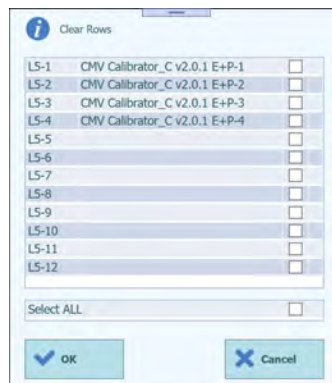 Clear Rows
L5-1 CMV Calibrator_C v2.0.1 E+P-1
L5-2 CMV Calibrator_C v2.0.1 E+P-2
L5-3 CMV Calibrator_C v2.0.1 E+P-3
L5-4 CMV Calibrator_C v2.0.1 E+P-4
L5-5
L5-6
L5-7
L5-8
L5-9
L5-10
L5-11
L5-12
Select ALL
OK Cancel